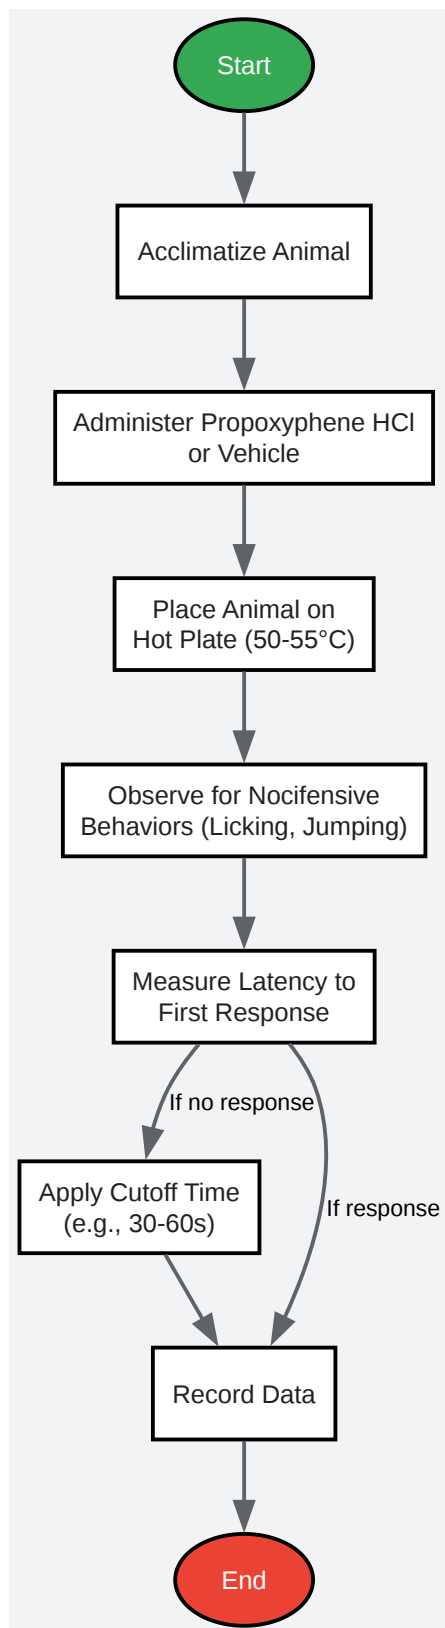 Start
Acclimatize Animal
Administer Propoxyphene HCl
or Vehicle
Place Animal on
Hot Plate (50-55°C)
Observe for Nocifensive
Behaviors (Licking, Jumping)
Measure Latency to
First Response
If no response
Apply Cutoff Time
(e.g., 30-60s)
If response
Record Data
End